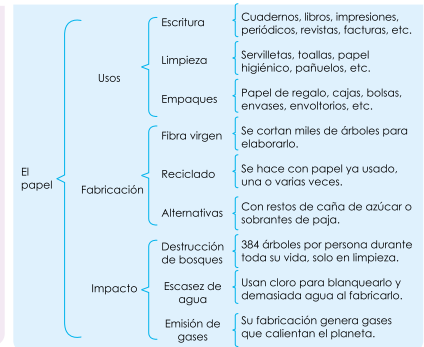 El
papel
Usos
Escritura
Cuadernos, libros, impresiones,
periódicos, revistas, facturas, etc.
Limpieza
Servilletas, toallas, papel
higiénico, pañuelos, etc.
Empaques
Papel de regalo, cajas, bolsas,
envases, envoltorios, etc.
Fabricación
Fibra virgen
Se cortan miles de árboles para
elaborarlo.
Reciclado
Se hace con papel ya usado,
una o varias veces.
Alternativas
Con restos de caña de azúcar o
sobrantes de paja.
Impacto
Destrucción
de bosques
384 árboles por persona durante
toda su vida, solo en limpieza.
Escasez de
agua
Usan cloro para blanquearlo y
demasiada agua al fabricarlo.
Emisión de
gases
Su fabricación genera gases
que calientan el planeta.